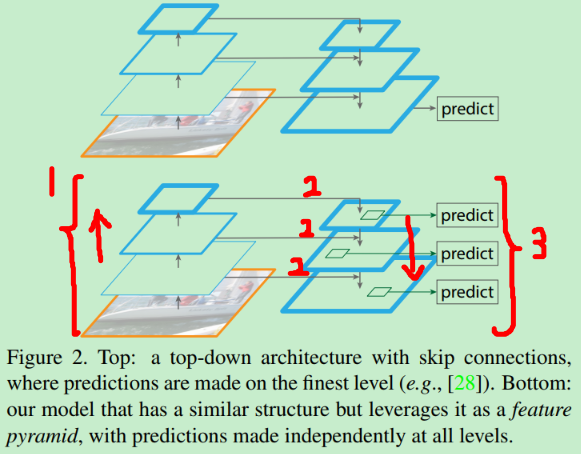 predict
1
2
predict
predict
3
predict
Figure 2. Top: a top-down architecture with skip connections,
where predictions are made on the finest level (e.g., [28]). Bottom:
our model that has a similar structure but leverages it as a feature
pyramid, with predictions made independently at all levels.